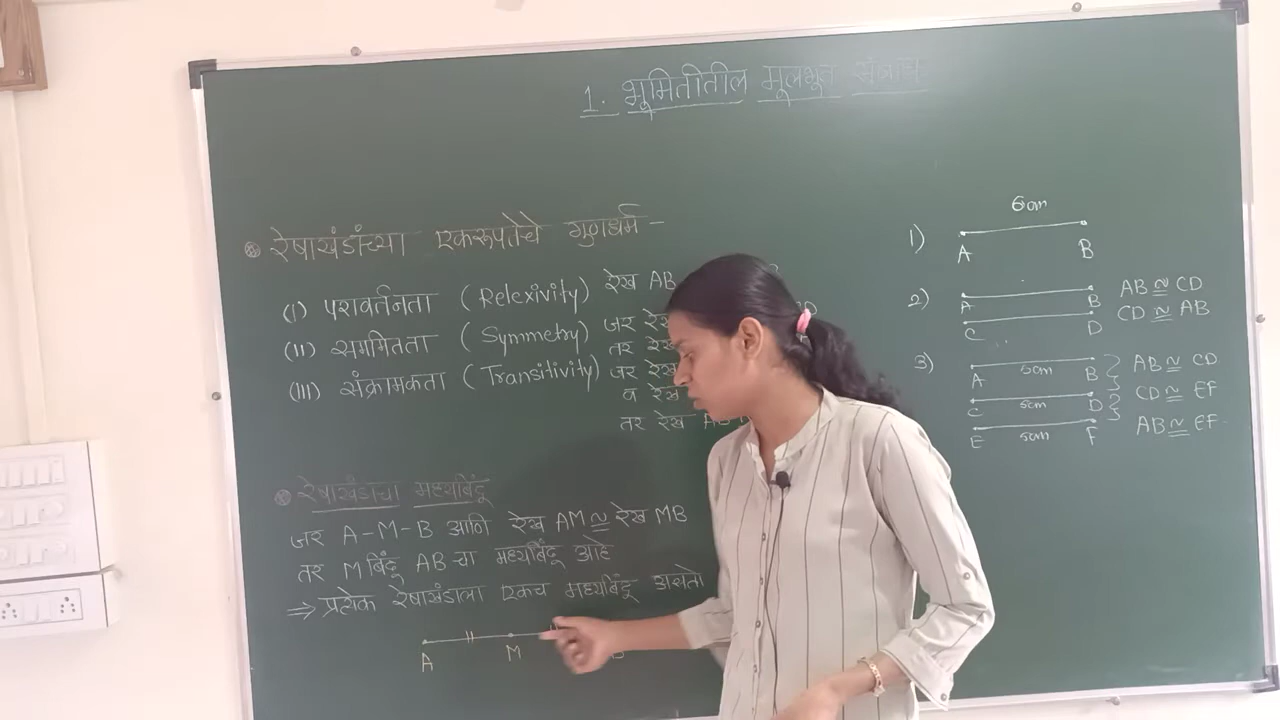 1. भूमितीतील मूलभूत संबोध
रेषाखंडांच्या एकरूपतेचे गुणधर्म -
(I) परावर्तनता (Relexivity) रेख AB
(II) सममितता (Symmetry) जर रेख
तर रेख
(III) संक्रामकता (Transitivity) जर रेख
व रेख
तर रेख
रेषाखंडाचा मध्यबिंदू
जर A-M-B आणि रेख AM ≅ रेख MB
तर M बिंदू AB चा मध्यबिंदू आहे
⇒ प्रत्येक रेषाखंडाला एकच मध्यबिंदू असतो
A M
6cm
1) A B
2) A B AB ≅ CD
C D CD ≅ AB
3) A 5cm B AB ≅ CD
C 5cm D CD ≅ EF
E 5cm F AB ≅ EF